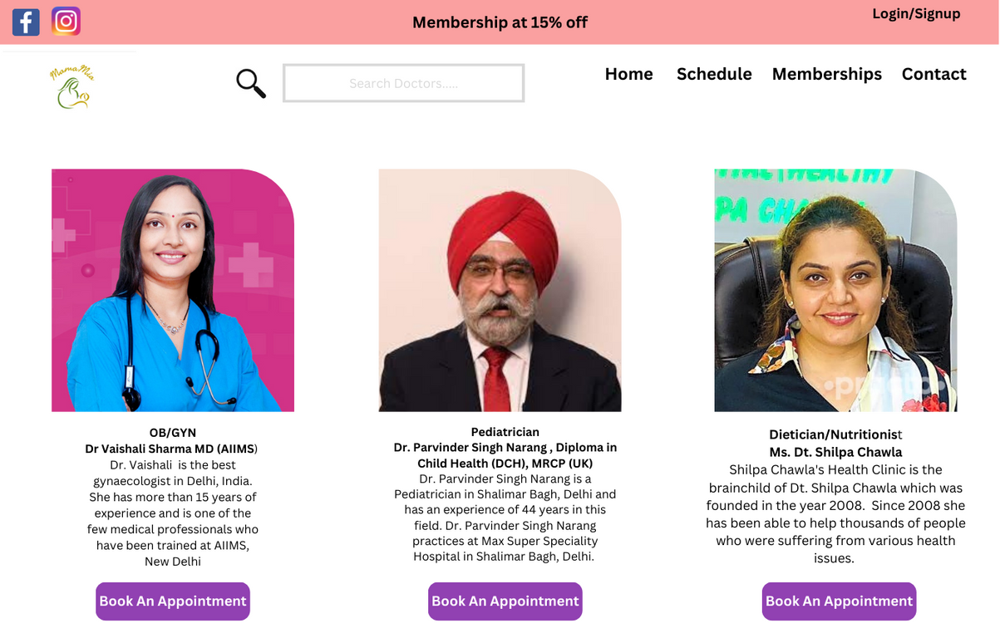 Membership at 15% off
Login/Signup
MamaMia
Search Doctors.....
Home Schedule Memberships Contact
OB/GYN
Dr Vaishali Sharma MD (AIIMS)
Dr. Vaishali  is the best
gynaecologist in Delhi, India.
She has more than 15 years of
experience and is one of the
few medical professionals who
have been trained at AIIMS,
New Delhi
Book An Appointment
Pediatrician
Dr. Parvinder Singh Narang , Diploma in
Child Health (DCH), MRCP (UK)
Dr. Parvinder Singh Narang is a
Pediatrician in Shalimar Bagh, Delhi and
has an experience of 44 years in this
field. Dr. Parvinder Singh Narang
practices at Max Super Speciality
Hospital in Shalimar Bagh, Delhi.
Book An Appointment
HEALTHY
PA
•practo•
Dietician/Nutritionist
Ms. Dt. Shilpa Chawla
Shilpa Chawla's Health Clinic is the
brainchild of Dt. Shilpa Chawla which was
founded in the year 2008.  Since 2008 she
has been able to help thousands of people
who were suffering from various health
issues.
Book An Appointment